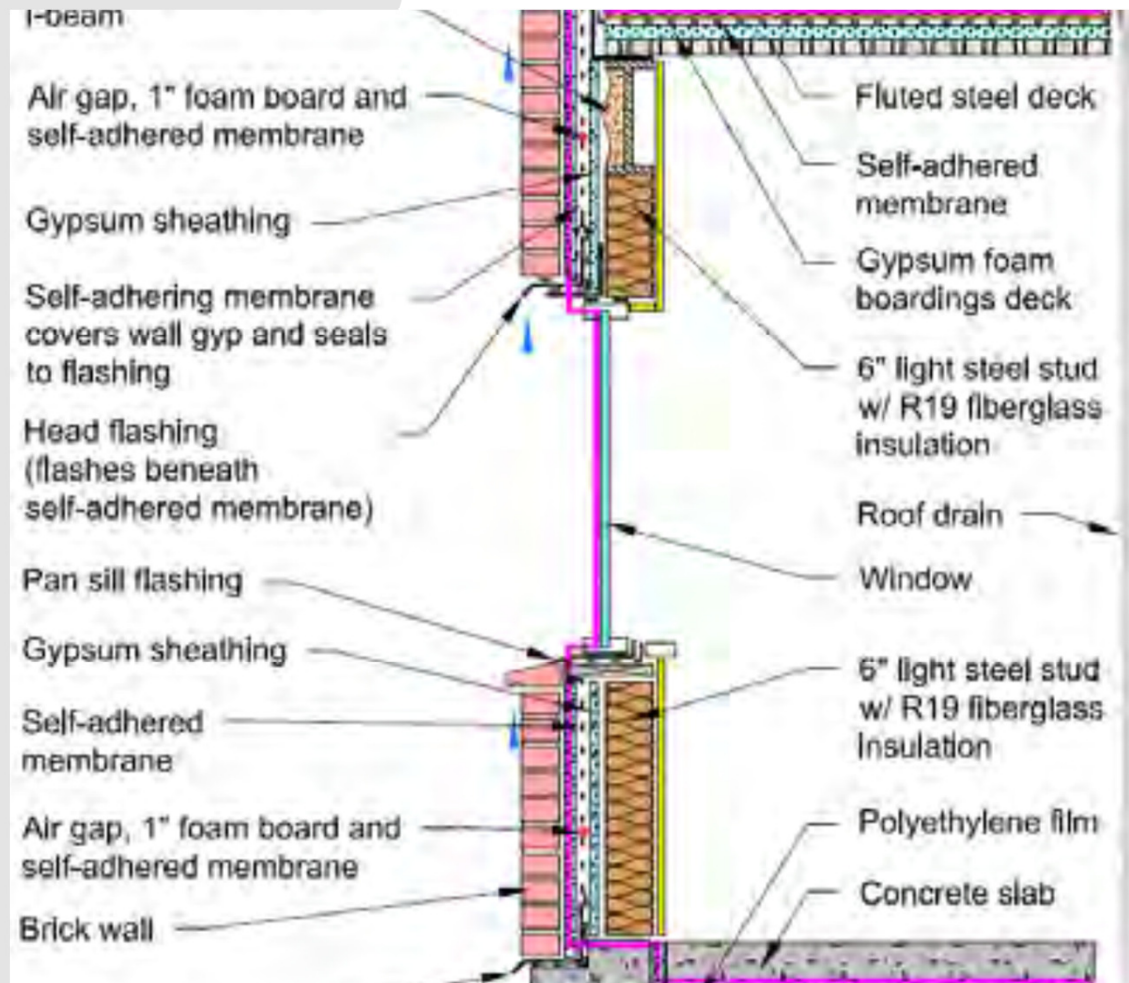 I-beam
Air gap, 1" foam board and
self-adhered membrane
Gypsum sheathing
Self-adhering membrane
covers wall gyp and seals
to flashing
Head flashing
(flashes beneath
self-adhered membrane)
Pan sill flashing
Gypsum sheathing
Self-adhered
membrane
Air gap, 1" foam board and
self-adhered membrane
Brick wall
Fluted steel deck
Self-adhered
membrane
Gypsum foam
boardings deck
6" light steel stud
w/ R19 fiberglass
insulation
Roof drain
Window
6" light steel stud
w/ R19 fiberglass
Insulation
Polyethylene film
Concrete slab